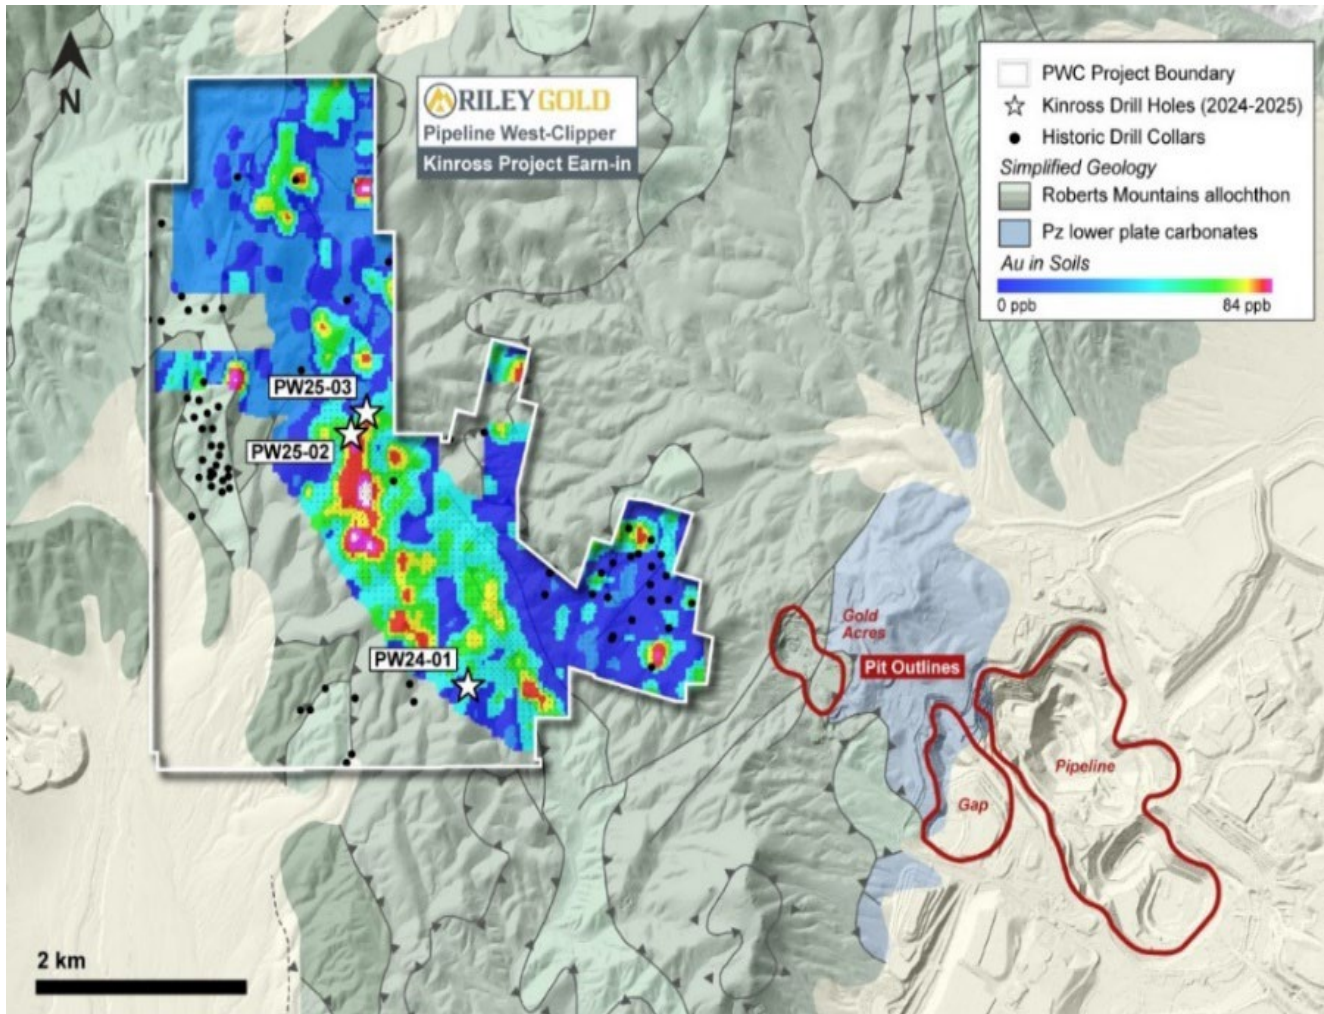 N
RILEY GOLD
Pipeline West-Clipper
Kinross Project Earn-in
PWC Project Boundary
Kinross Drill Holes (2024-2025)
Historic Drill Collars
Simplified Geology
Roberts Mountains allochthon
Pz lower plate carbonates
Au in Soils
0 ppb
84 ppb
PW25-03
PW25-02
PW24-01
Gold
Acres
Pit Outlines
Pipeline
Gap
2 km